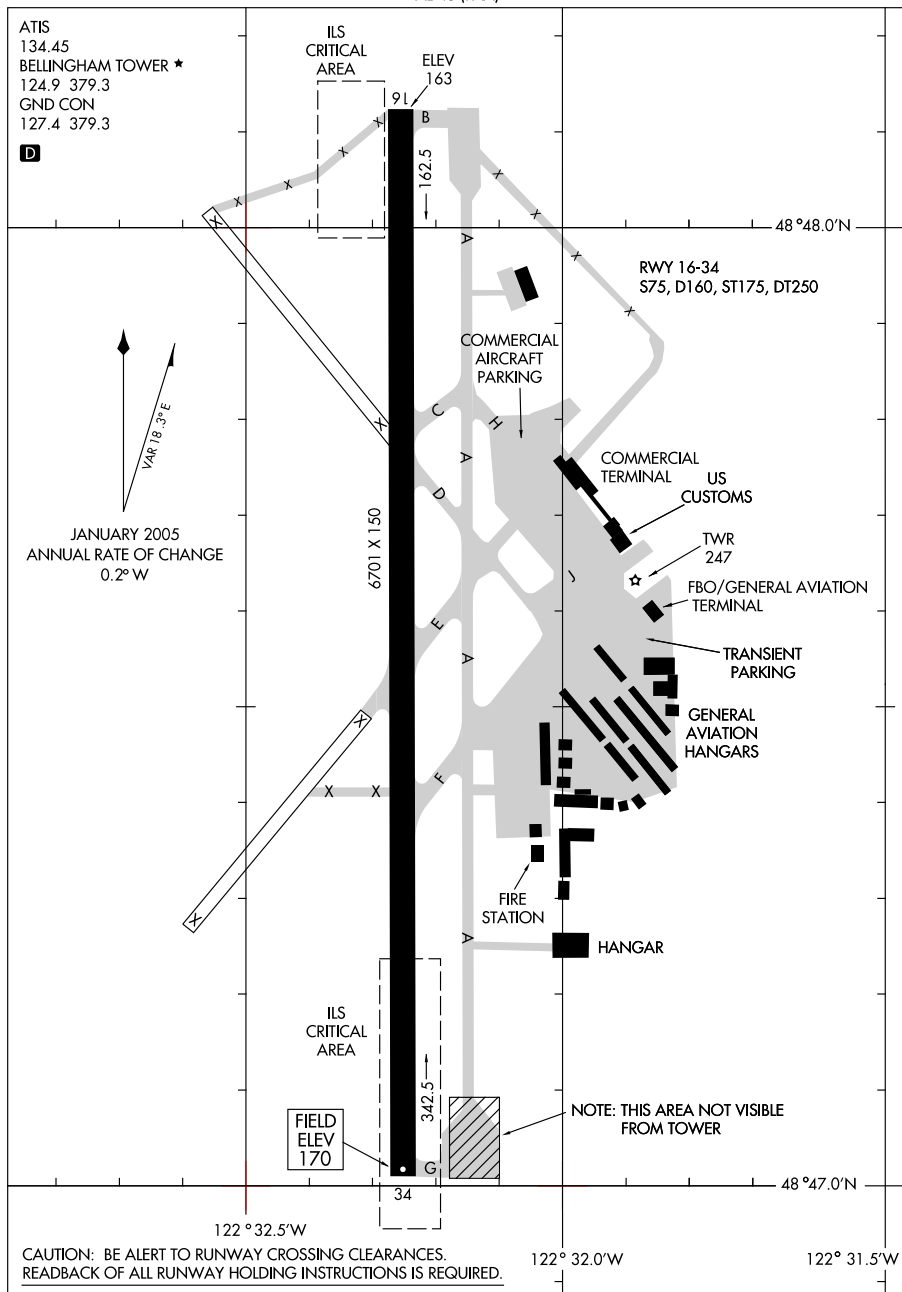 ATIS
134.45
BELLINGHAM TOWER ★
124.9 379.3
GND CON
127.4 379.3
D
ILS
CRITICAL
AREA
ELEV
163
16
B
162.5
A
48°48.0'N
RWY 16-34
S75, D160, ST175, DT250
VAR 18.3° E
JANUARY 2005
ANNUAL RATE OF CHANGE
0.2° W
COMMERCIAL
AIRCRAFT
PARKING
C
H
A
D
COMMERCIAL
TERMINAL
US
CUSTOMS
6701 X 150
TWR
247
J
FBO/GENERAL AVIATION
TERMINAL
E
A
TRANSIENT
PARKING
GENERAL
AVIATION
HANGARS
F
FIRE
STATION
A
HANGAR
ILS
CRITICAL
AREA
342.5
FIELD
ELEV
170
NOTE: THIS AREA NOT VISIBLE
FROM TOWER
G
34
48°47.0'N
122°32.5'W
122°32.0'W
122°31.5'W
CAUTION: BE ALERT TO RUNWAY CROSSING CLEARANCES.
READBACK OF ALL RUNWAY HOLDING INSTRUCTIONS IS REQUIRED.
X
X
X
X
X
X
X
X
X
X
X
X
X
X